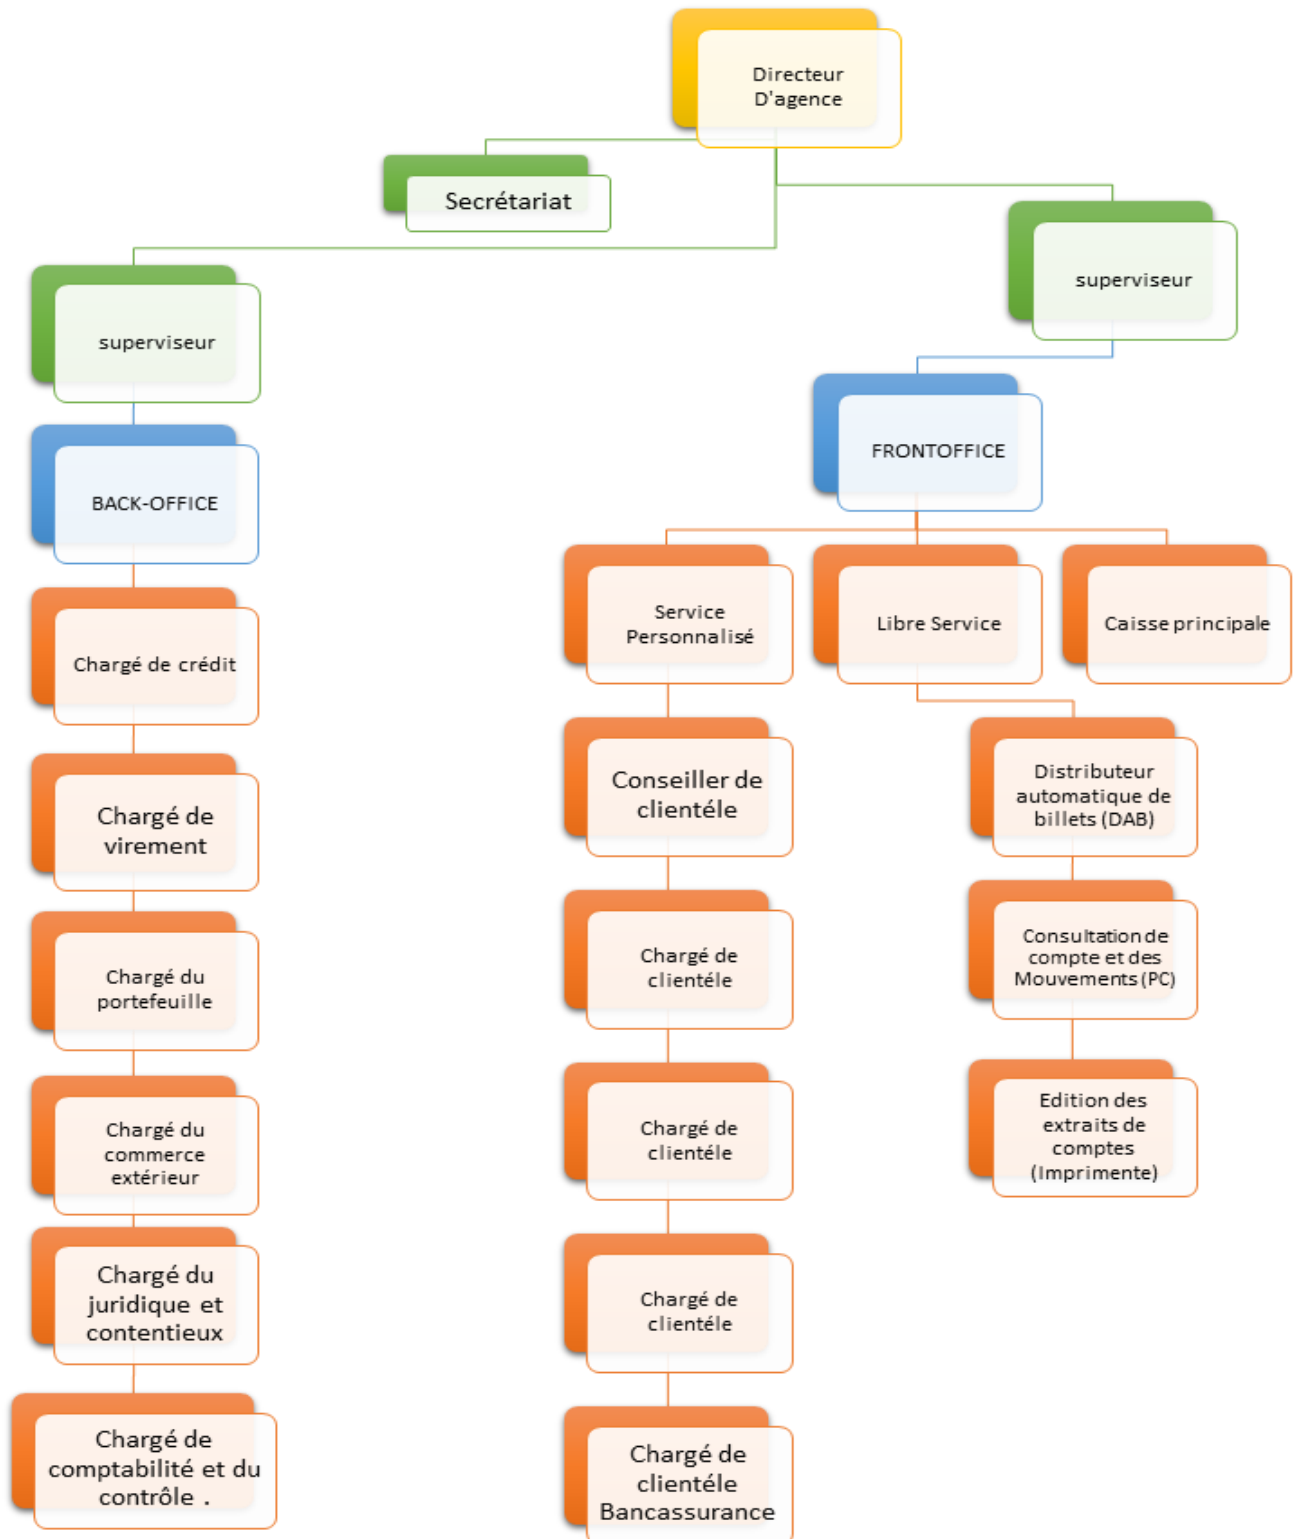 Directeur
D'agence
Secrétariat
superviseur
superviseur
BACK-OFFICE
FRONTOFFICE
Chargé de crédit
Chargé de
virement
Chargé du
portefeuille
Chargé du
commerce
extérieur
Chargé du
juridique et
contentieux
Chargé de
comptabilité et du
contrôle .
Service
Personnalisé
Libre Service
Caisse principale
Conseiller de
clientéle
Chargé de
clientéle
Chargé de
clientéle
Chargé de
clientéle
Chargé de
clientéle
Bancassurance
Distributeur
automatique de
billets (DAB)
Consultation de
compte et des
Mouvements (PC)
Edition des
extraits de
comptes
(Imprimente)